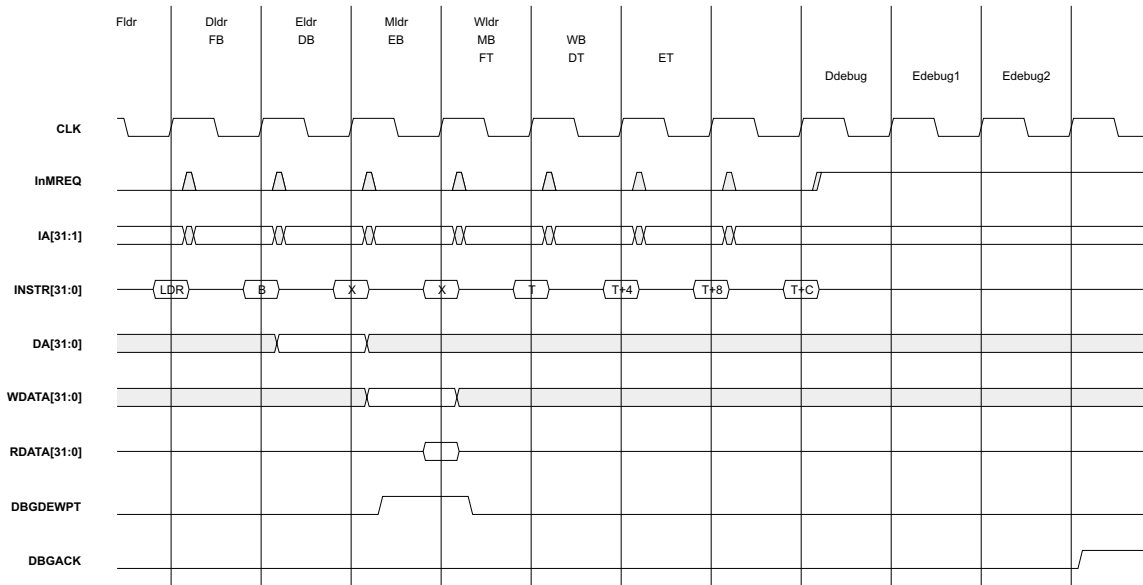 Fldr Dldr Eldr Mldr Wldr
FB DB EB MB WB
FT DT ET
Ddebug Edebug1 Edebug2
CLK
InMREQ
IA[31:1]
INSTR[31:0] LDR B X X T T+4 T+8 T+C
DA[31:0]
WDATA[31:0]
RDATA[31:0]
DBGDEWPT
DBGACK